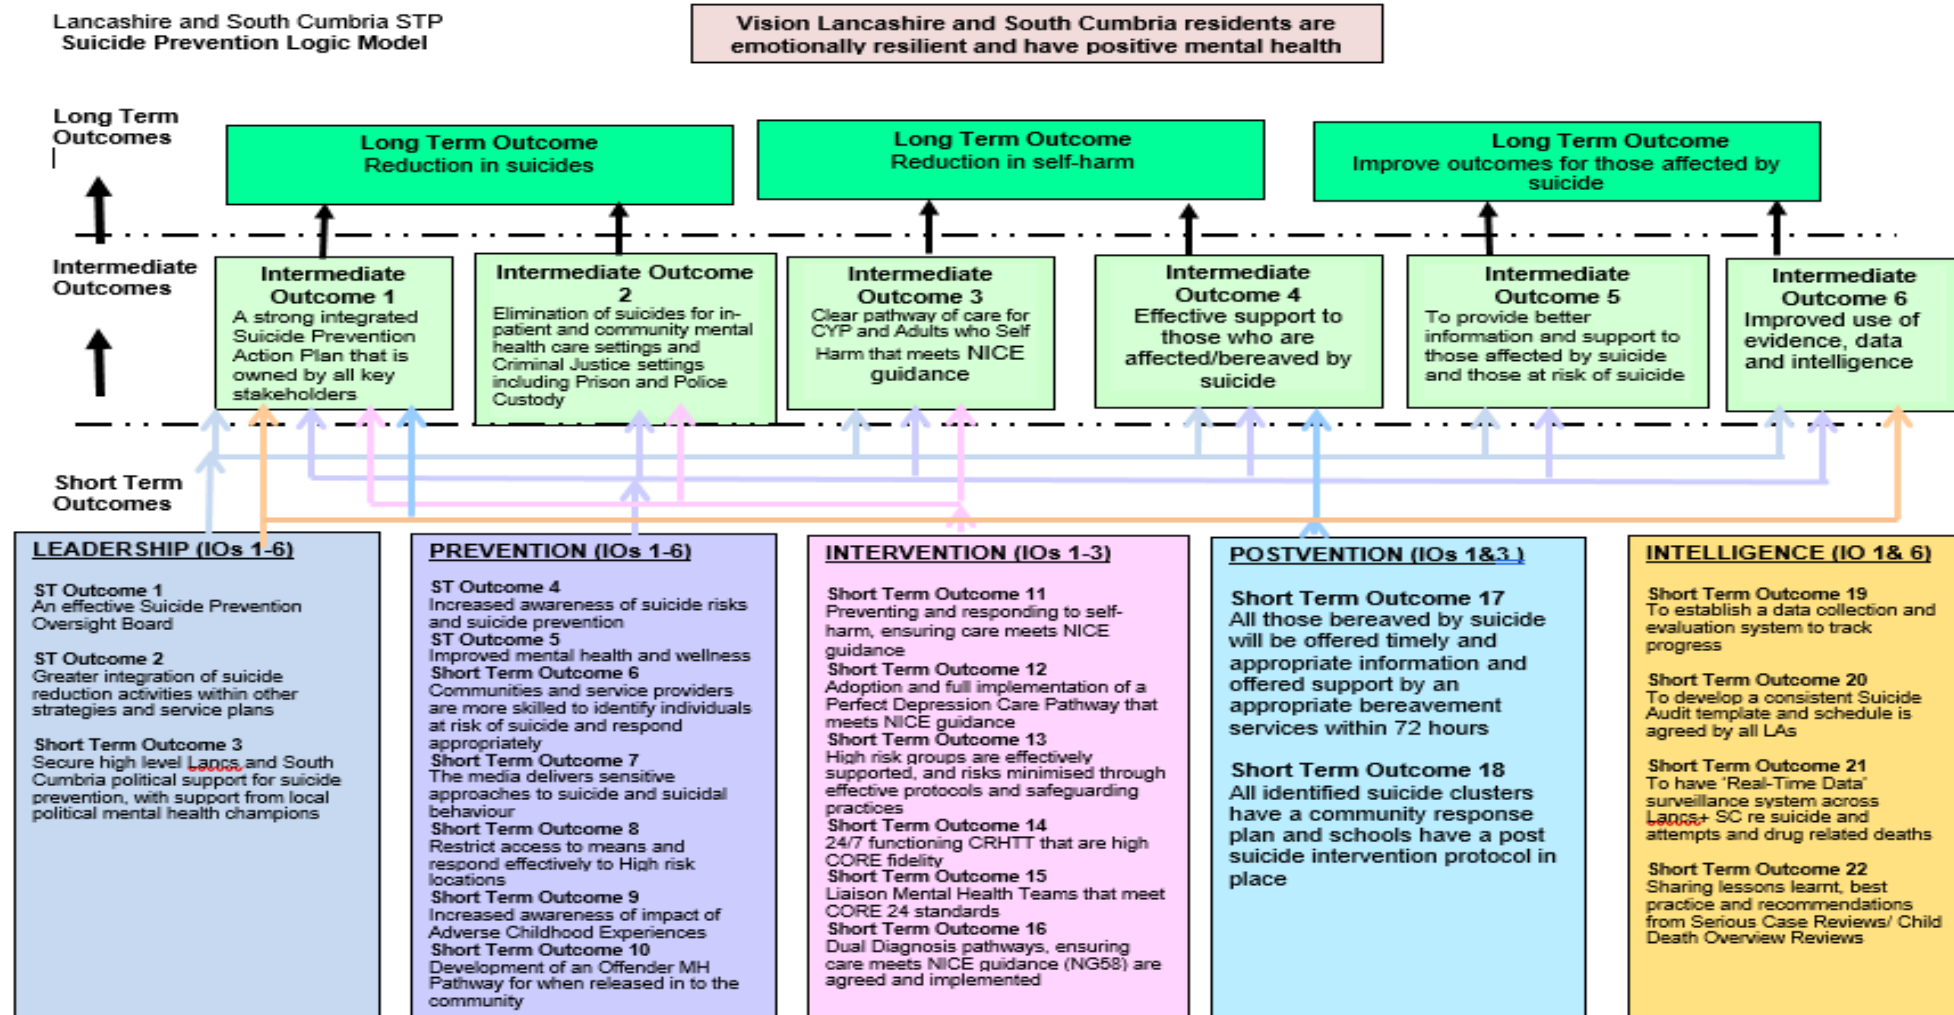 Lancashire and South Cumbria STP
Suicide Prevention Logic Model
Vision Lancashire and South Cumbria residents are
emotionally resilient and have positive mental health
Long Term
Outcomes
Long Term Outcome
Reduction in suicides
Long Term Outcome
Reduction in self-harm
Long Term Outcome
Improve outcomes for those affected by
suicide
Intermediate
Outcomes
Intermediate
Outcome 1
A strong integrated
Suicide Prevention
Action Plan that is
owned by all key
stakeholders
Intermediate Outcome
2
Elimination of suicides for in-
patient and community mental
health care settings and
Criminal Justice settings
including Prison and Police
Custody
Intermediate
Outcome 3
Clear pathway of care for
CYP and Adults who Self
Harm that meets NICE
guidance
Intermediate
Outcome 4
Effective support to
those who are
affected/bereaved by
suicide
Intermediate
Outcome 5
To provide better
information and support to
those affected by suicide
and those at risk of suicide
Intermediate
Outcome 6
Improved use of
evidence, data
and intelligence
Short Term
Outcomes
LEADERSHIP (IOs 1-6)
ST Outcome 1
An effective Suicide Prevention
Oversight Board
ST Outcome 2
Greater integration of suicide
reduction activities within other
strategies and service plans
Short Term Outcome 3
Secure high level Lancs and South
Cumbria political support for suicide
prevention, with support from local
political mental health champions
PREVENTION (IOs 1-6)
ST Outcome 4
Increased awareness of suicide risks
and suicide prevention
ST Outcome 5
Improved mental health and wellness
Short Term Outcome 6
Communities and service providers
are more skilled to identify individuals
at risk of suicide and respond
appropriately
Short Term Outcome 7
The media delivers sensitive
approaches to suicide and suicidal
behaviour
Short Term Outcome 8
Restrict access to means and
respond effectively to High risk
locations
Short Term Outcome 9
Increased awareness of impact of
Adverse Childhood Experiences
Short Term Outcome 10
Development of an Offender MH
Pathway for when released in to the
community
INTERVENTION (IOs 1-3)
Short Term Outcome 11
Preventing and responding to self-
harm, ensuring care meets NICE
guidance
Short Term Outcome 12
Adoption and full implementation of a
Perfect Depression Care Pathway that
meets NICE guidance
Short Term Outcome 13
High risk groups are effectively
supported, and risks minimised through
effective protocols and safeguarding
practices
Short Term Outcome 14
24/7 functioning CRHTT that are high
CORE fidelity
Short Term Outcome 15
Liaison Mental Health Teams that meet
CORE 24 standards
Short Term Outcome 16
Dual Diagnosis pathways, ensuring
care meets NICE guidance (NG58) are
agreed and implemented
POSTVENTION (IOs 1&3 )
Short Term Outcome 17
All those bereaved by suicide
will be offered timely and
appropriate information and
offered support by an
appropriate bereavement
services within 72 hours
Short Term Outcome 18
All identified suicide clusters
have a community response
plan and schools have a post
suicide intervention protocol in
place
INTELLIGENCE (IO 1& 6)
Short Term Outcome 19
To establish a data collection and
evaluation system to track
progress
Short Term Outcome 20
To develop a consistent Suicide
Audit template and schedule is
agreed by all LAs
Short Term Outcome 21
To have 'Real-Time Data'
surveillance system across
Lancs+ SC re suicide and
attempts and drug related deaths
Short Term Outcome 22
Sharing lessons learnt, best
practice and recommendations
from Serious Case Reviews/ Child
Death Overview Reviews